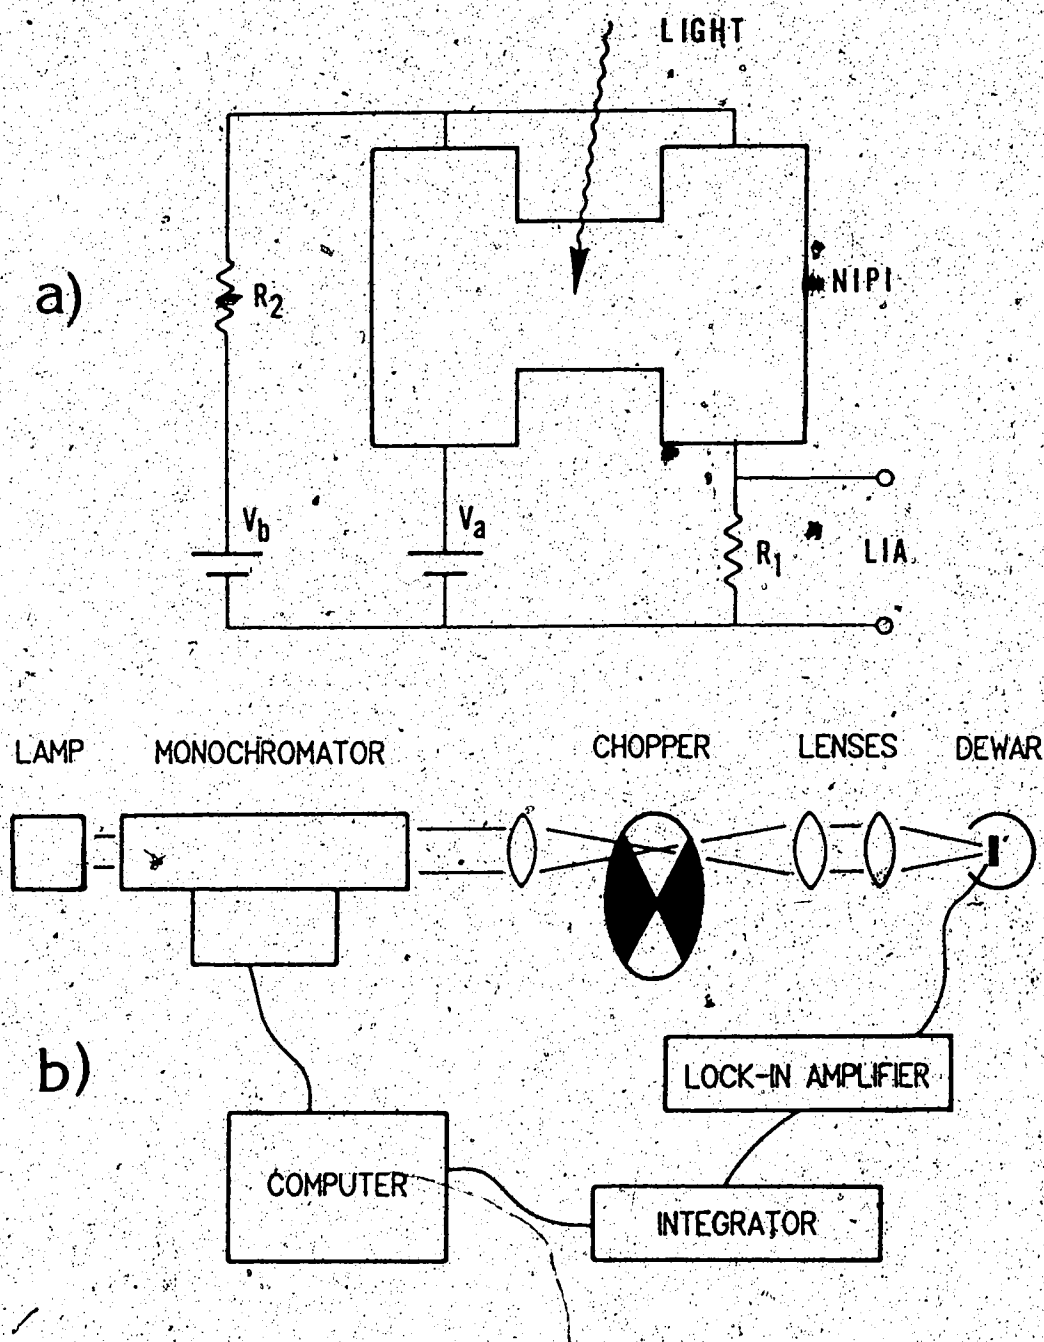 LIGHT
a)
R2
NIPI
Vb
Va
R1
LIA
LAMP MONOCHROMATOR CHOPPER LENSES DEWAR
b)
LOCK-IN AMPLIFIER
COMPUTER
INTEGRATOR